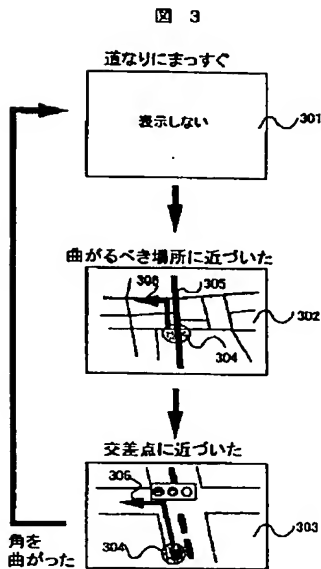 図 3
道なりにまっすぐ
表示しない
301
曲がるべき場所に近づいた
306
305
302
304
交差点に近づいた
306
304
303
角を
曲がった